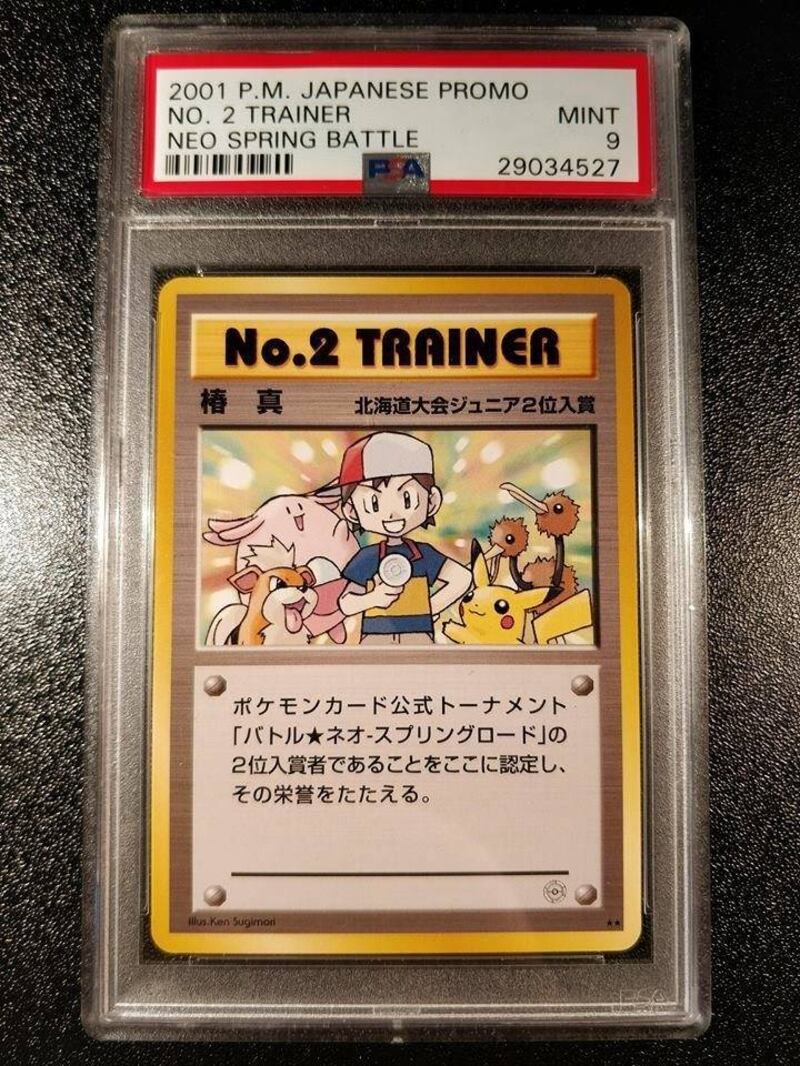 2001 P.M. JAPANESE PROMO
NO. 2 TRAINER MINT
NEO SPRING BATTLE 9
PSA 29034527
No.2 TRAINER
椿 真 北海道大会ジュニア2位入賞
ポケモンカード公式トーナメント
「バトル★ネオ-スプリングロード」の
2位入賞者であることをここに認定し、
その栄誉をたたえる。
Illus.Ken Sugimori ★★